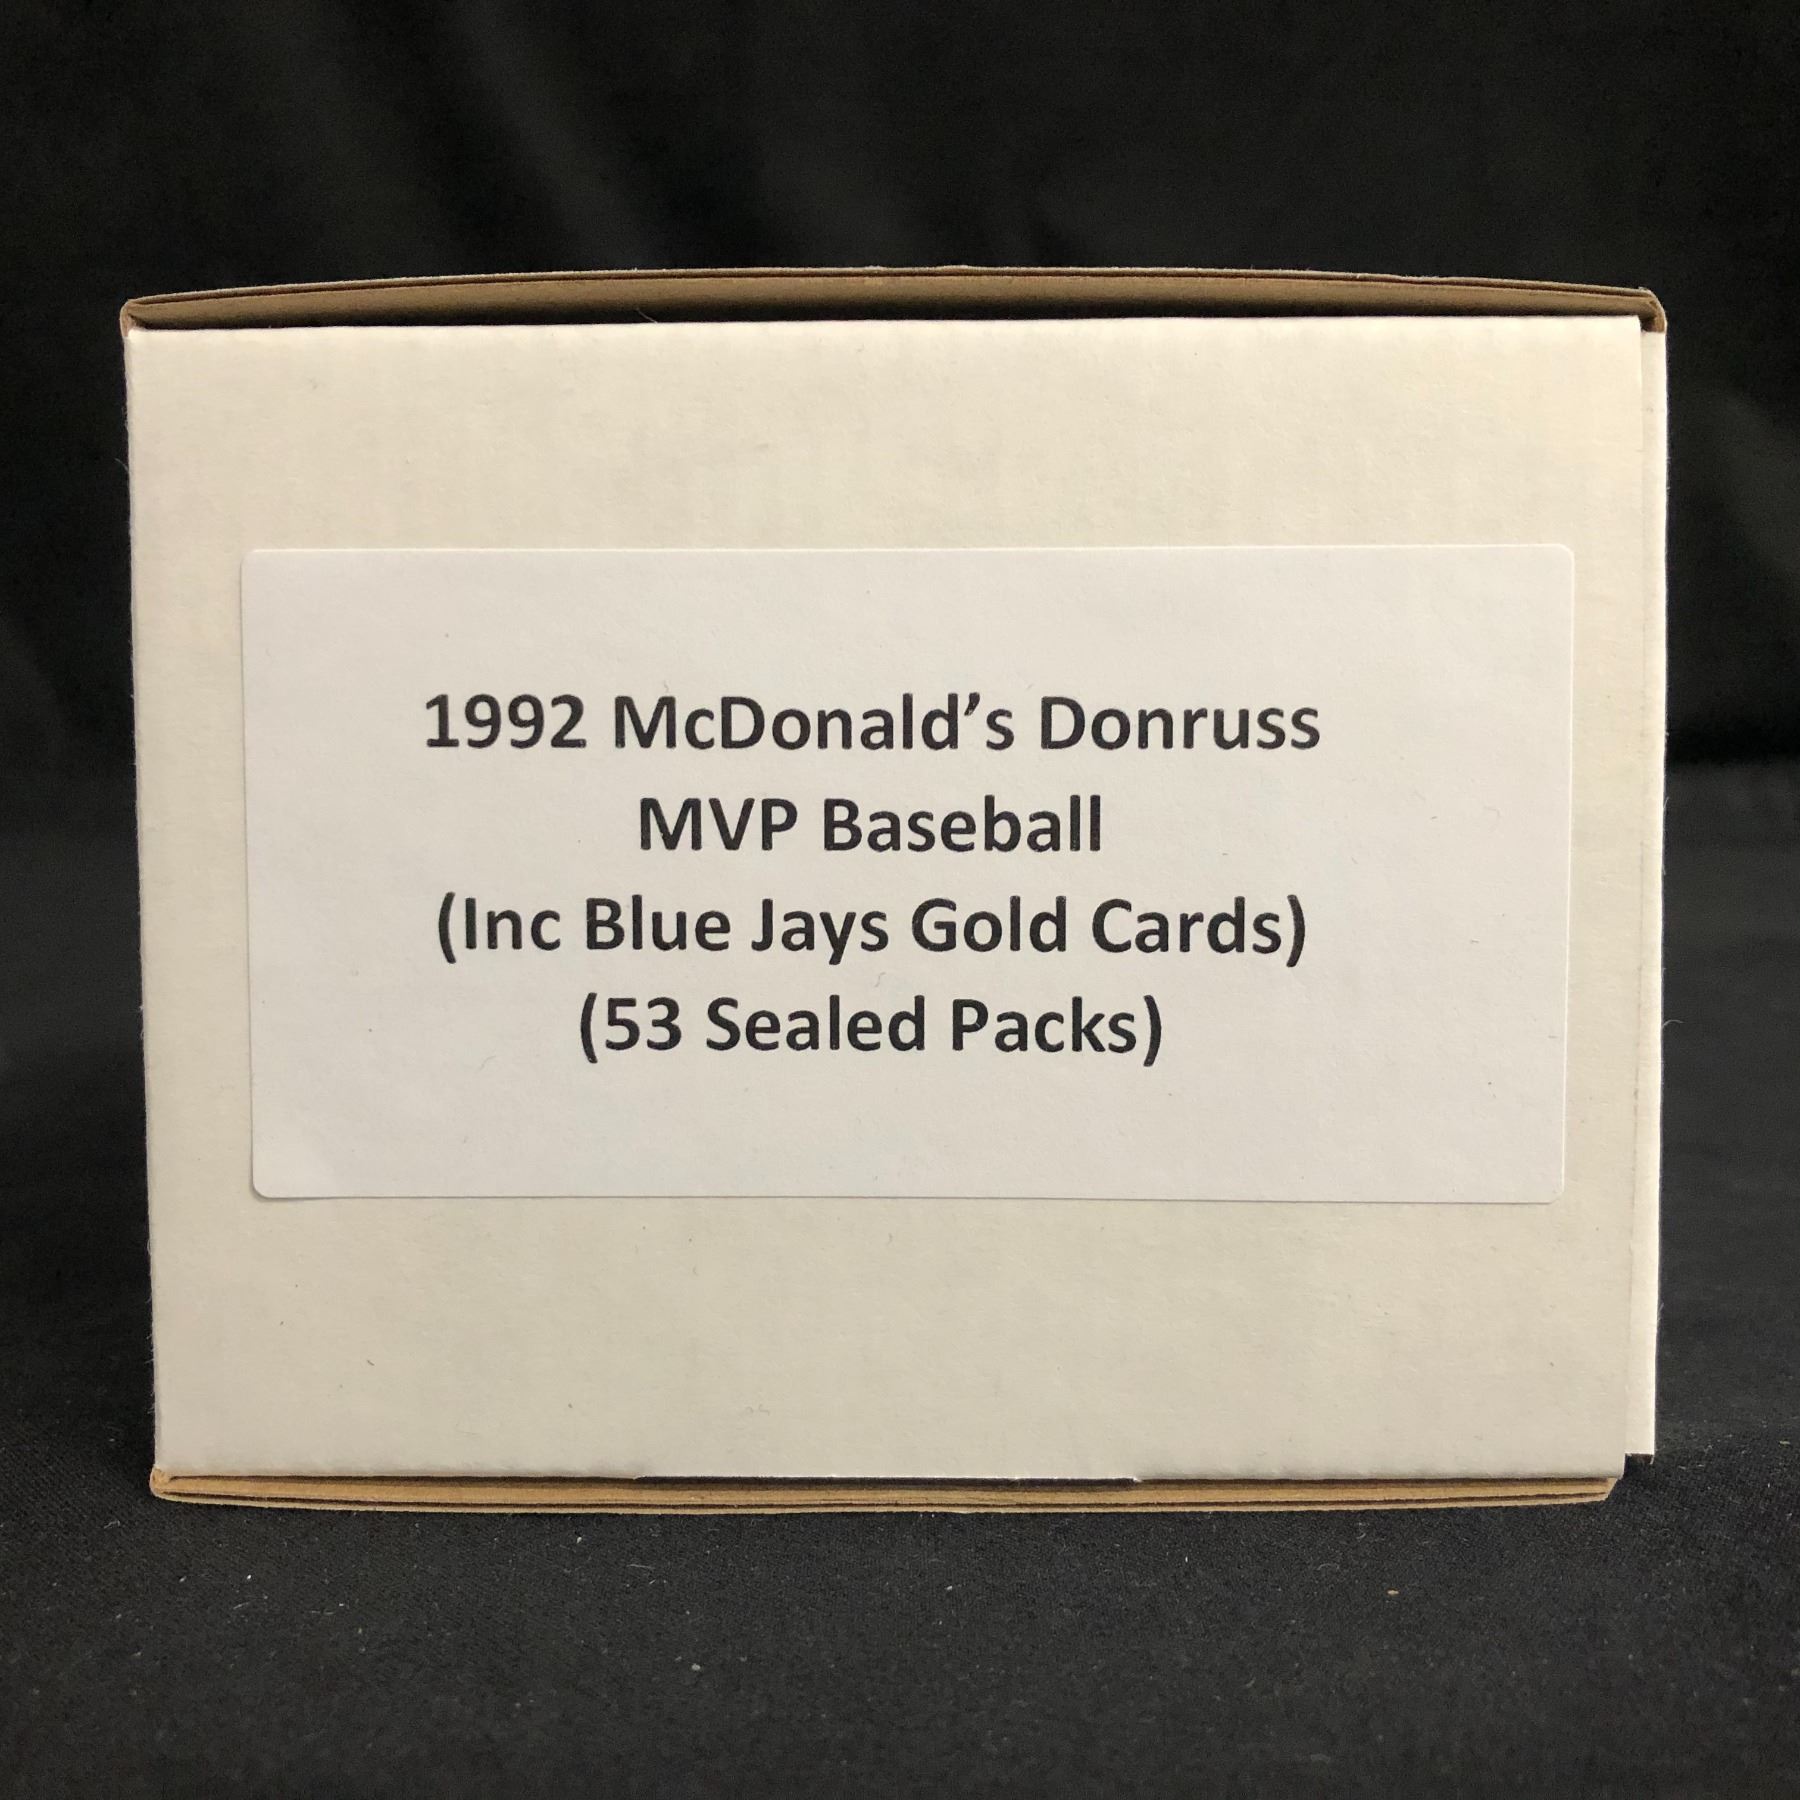 1992 McDonald’s Donruss
MVP Baseball
(Inc Blue Jays Gold Cards)
(53 Sealed Packs)